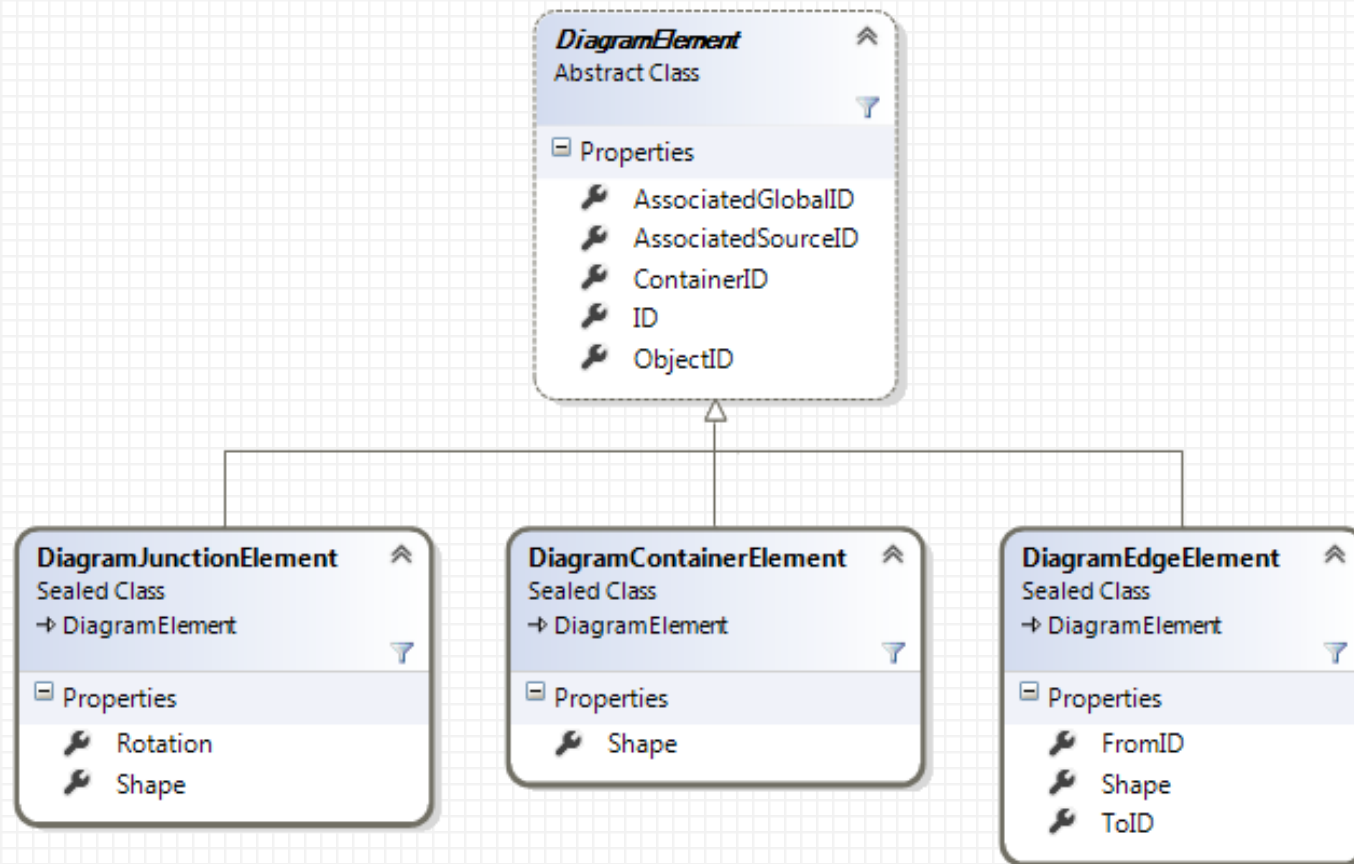 DiagramElement
Abstract Class
Properties
AssociatedGlobalID
AssociatedSourceID
ContainerID
ID
ObjectID
DiagramJunctionElement
Sealed Class
DiagramElement
Properties
Rotation
Shape
DiagramContainerElement
Sealed Class
DiagramElement
Properties
Shape
DiagramEdgeElement
Sealed Class
DiagramElement
Properties
FromID
Shape
ToID